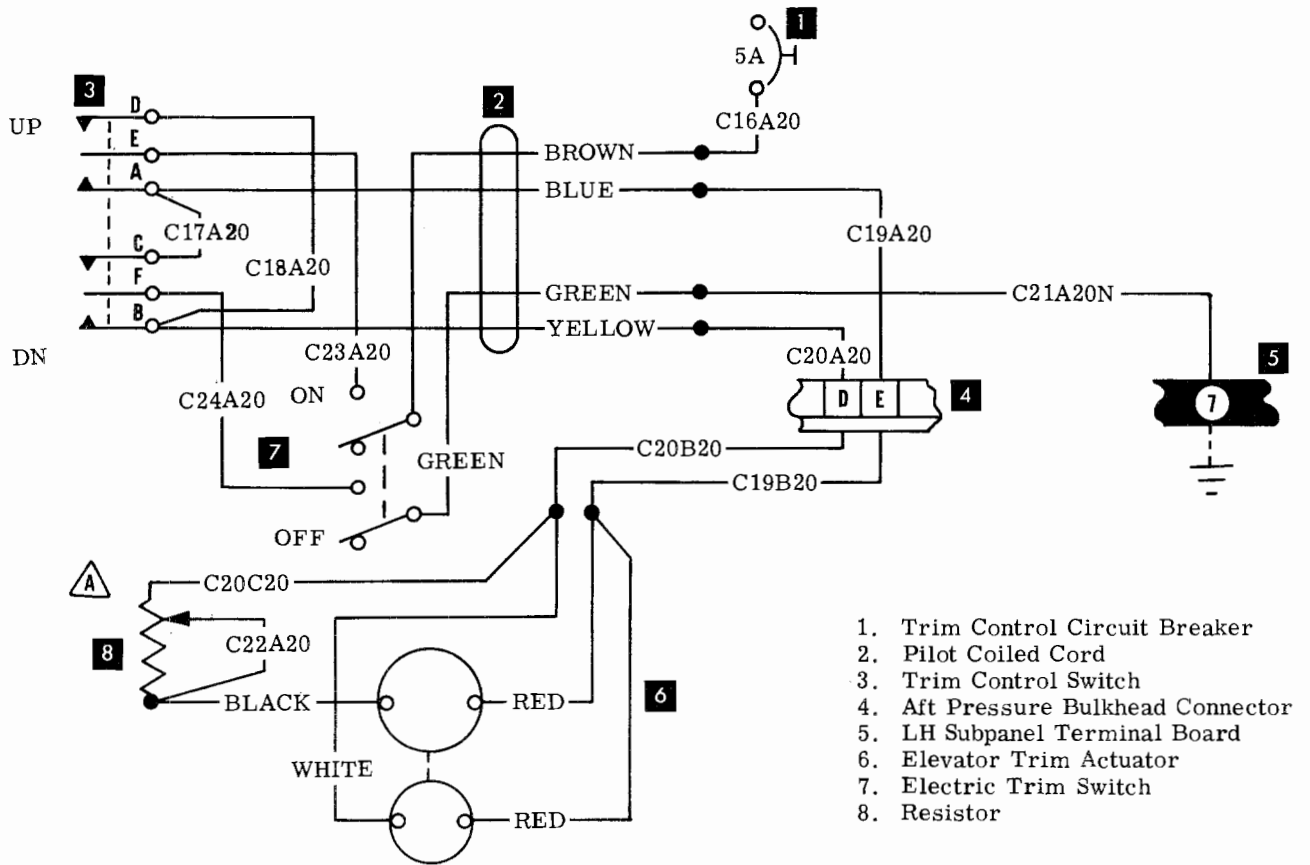 1
5A
3
D
2
C16A20
UP
E
BROWN
A
BLUE
C17A20
C
C19A20
C18A20
F
GREEN
C21A20N
B
YELLOW
DN
C23A20
C20A20
5
C24A20
ON
D E
4
7
7
GREEN
C20B20
C19B20
OFF
A
C20C20
C22A20
8
BLACK
RED
6
WHITE
RED
1. Trim Control Circuit Breaker
2. Pilot Coiled Cord
3. Trim Control Switch
4. Aft Pressure Bulkhead Connector
5. LH Subpanel Terminal Board
6. Elevator Trim Actuator
7. Electric Trim Switch
8. Resistor